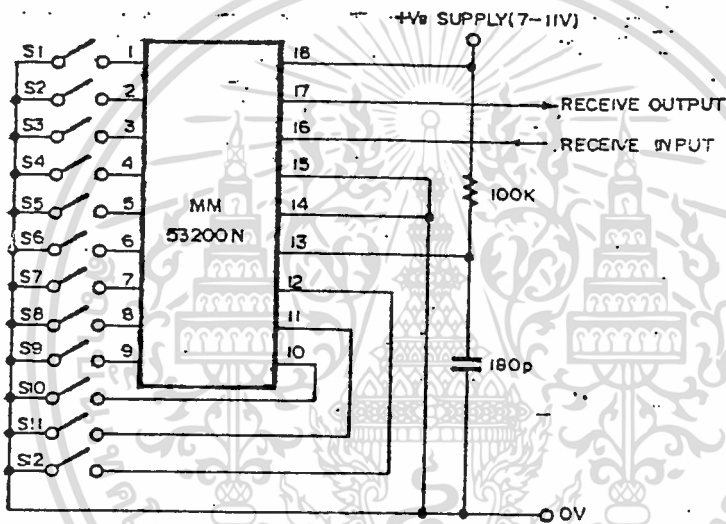 +Ve SUPPLY(7-11V)
S1 1 18
S2 2 17 RECEIVE OUTPUT
S3 3 16 RECEIVE INPUT
S4 4 15
S5 5 14 100K
MM
53200N
S6 6 13
S7 7 12
S8 8 11
S9 9 10 180p
S10
S11
S12
0V